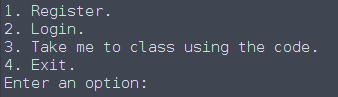 1. Register.
2. Login.
3. Take me to class using the code.
4. Exit.
Enter an option: